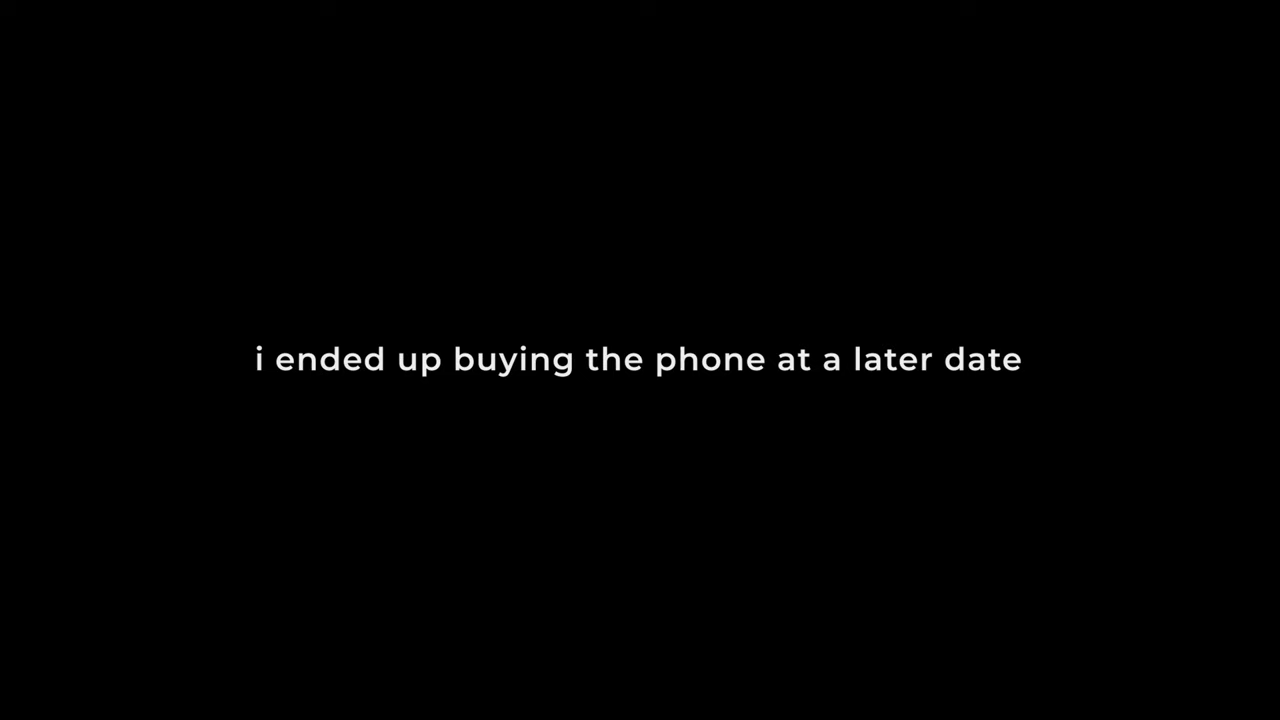 i ended up buying the phone at a later date